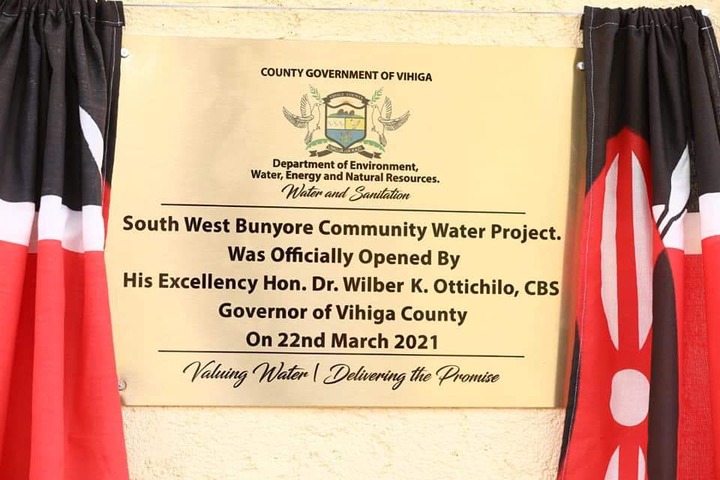 COUNTY GOVERNMENT OF VIHIGA
Department of Environment,
Water, Energy and Natural Resources.
Water and Sanitation
South West Bunyore Community Water Project.
Was Officially Opened By
His Excellency Hon. Dr. Wilber K. Ottichilo, CBS
Governor of Vihiga County
On 22nd March 2021
Valuing Water | Delivering the Promise